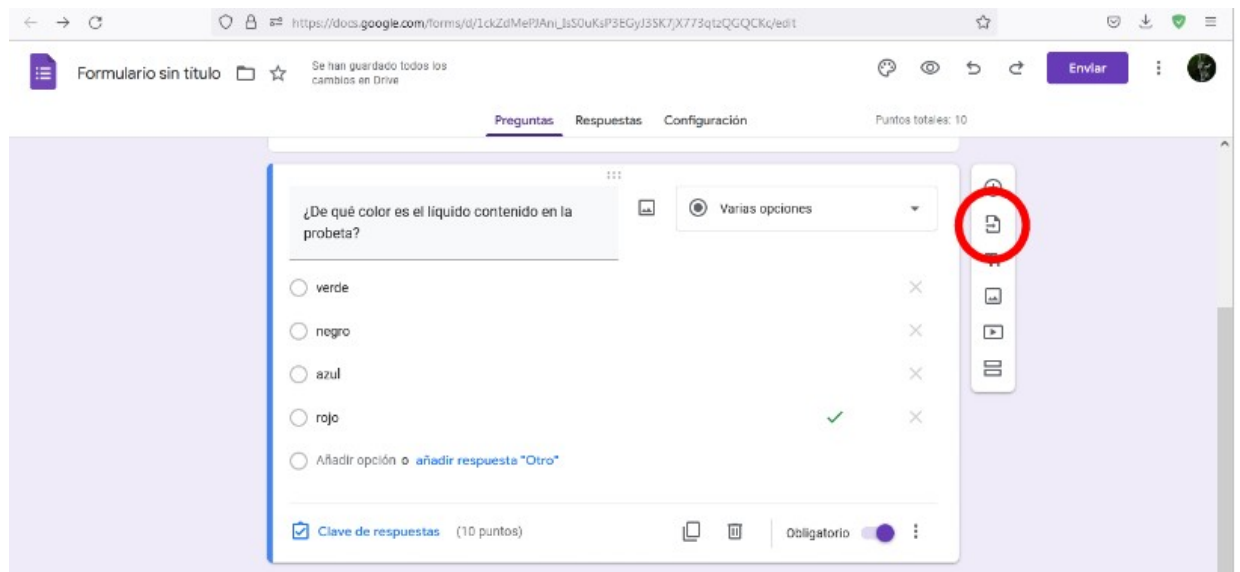 https://docs.google.com/forms/d/1ckZdMePJAni_IsS0uKsP3EGyJ3SK7jX773qtzQGQCKc/edit
Formulario sin título
Se han guardado todos los
cambios en Drive
Enviar
Preguntas Respuestas Configuración
Puntos totales: 10
¿De qué color es el líquido contenido en la
probeta?
Varias opciones
verde
negro
azul
rojo
Añadir opción o añadir respuesta "Otro"
Clave de respuestas (10 puntos)
Obligatorio